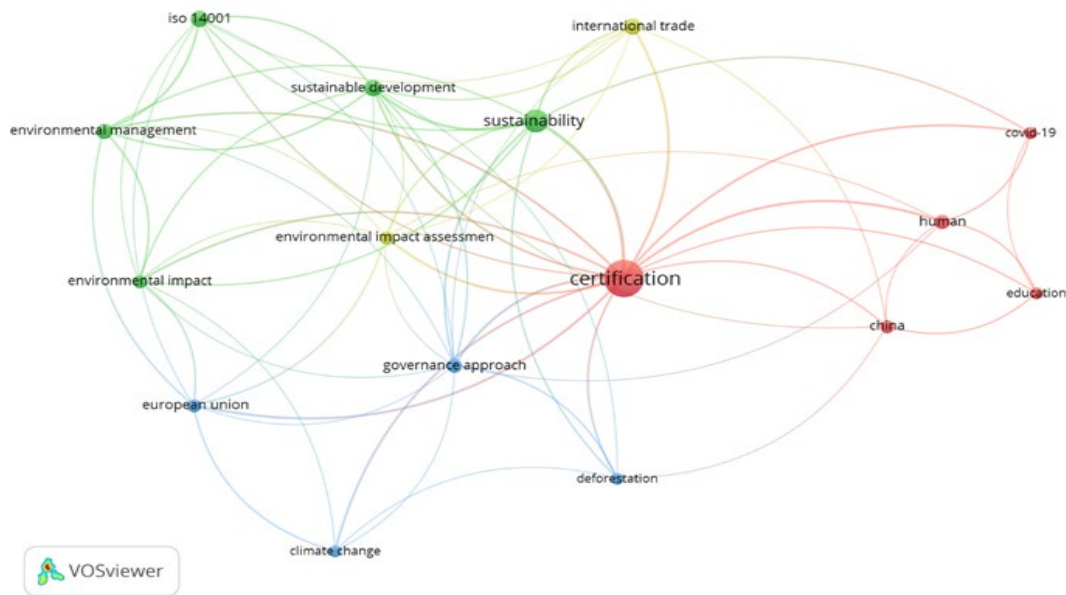 iso 14001
international trade
sustainable development
sustainability
environmental management
covid-19
human
environmental impact assessmen
certification
environmental impact
education
china
governance approach
european union
deforestation
climate change
VOSviewer